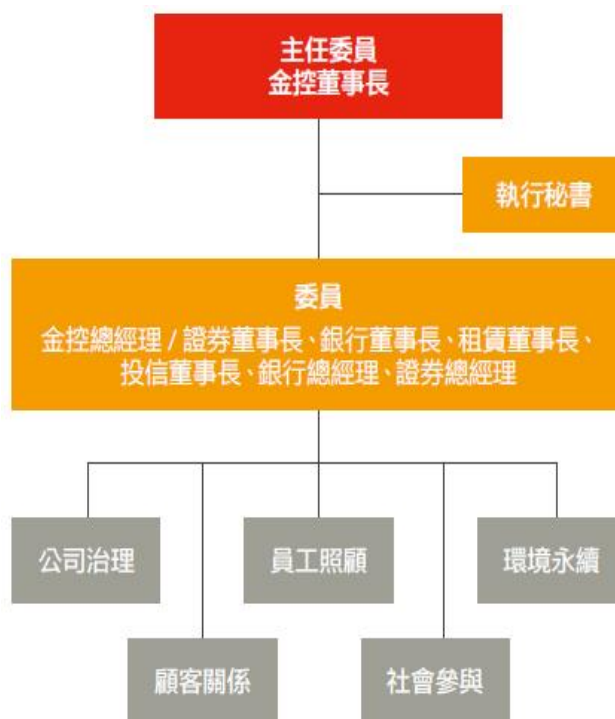 主任委員
金控董事長
執行秘書
委員
金控總經理 / 證券董事長、銀行董事長、租賃董事長、
投信董事長、銀行總經理、證券總經理
公司治理
員工照顧
環境永續
顧客關係
社會參與